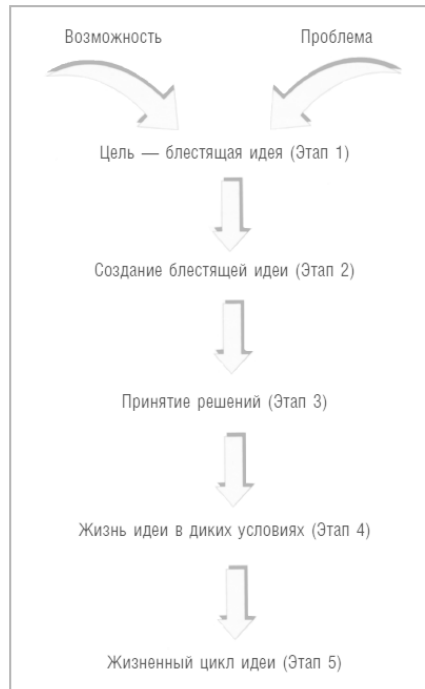 Возможность
Проблема
Цель — блестящая идея (Этап 1)
Создание блестящей идеи (Этап 2)
Принятие решений (Этап 3)
Жизнь идеи в диких условиях (Этап 4)
Жизненный цикл идеи (Этап 5)